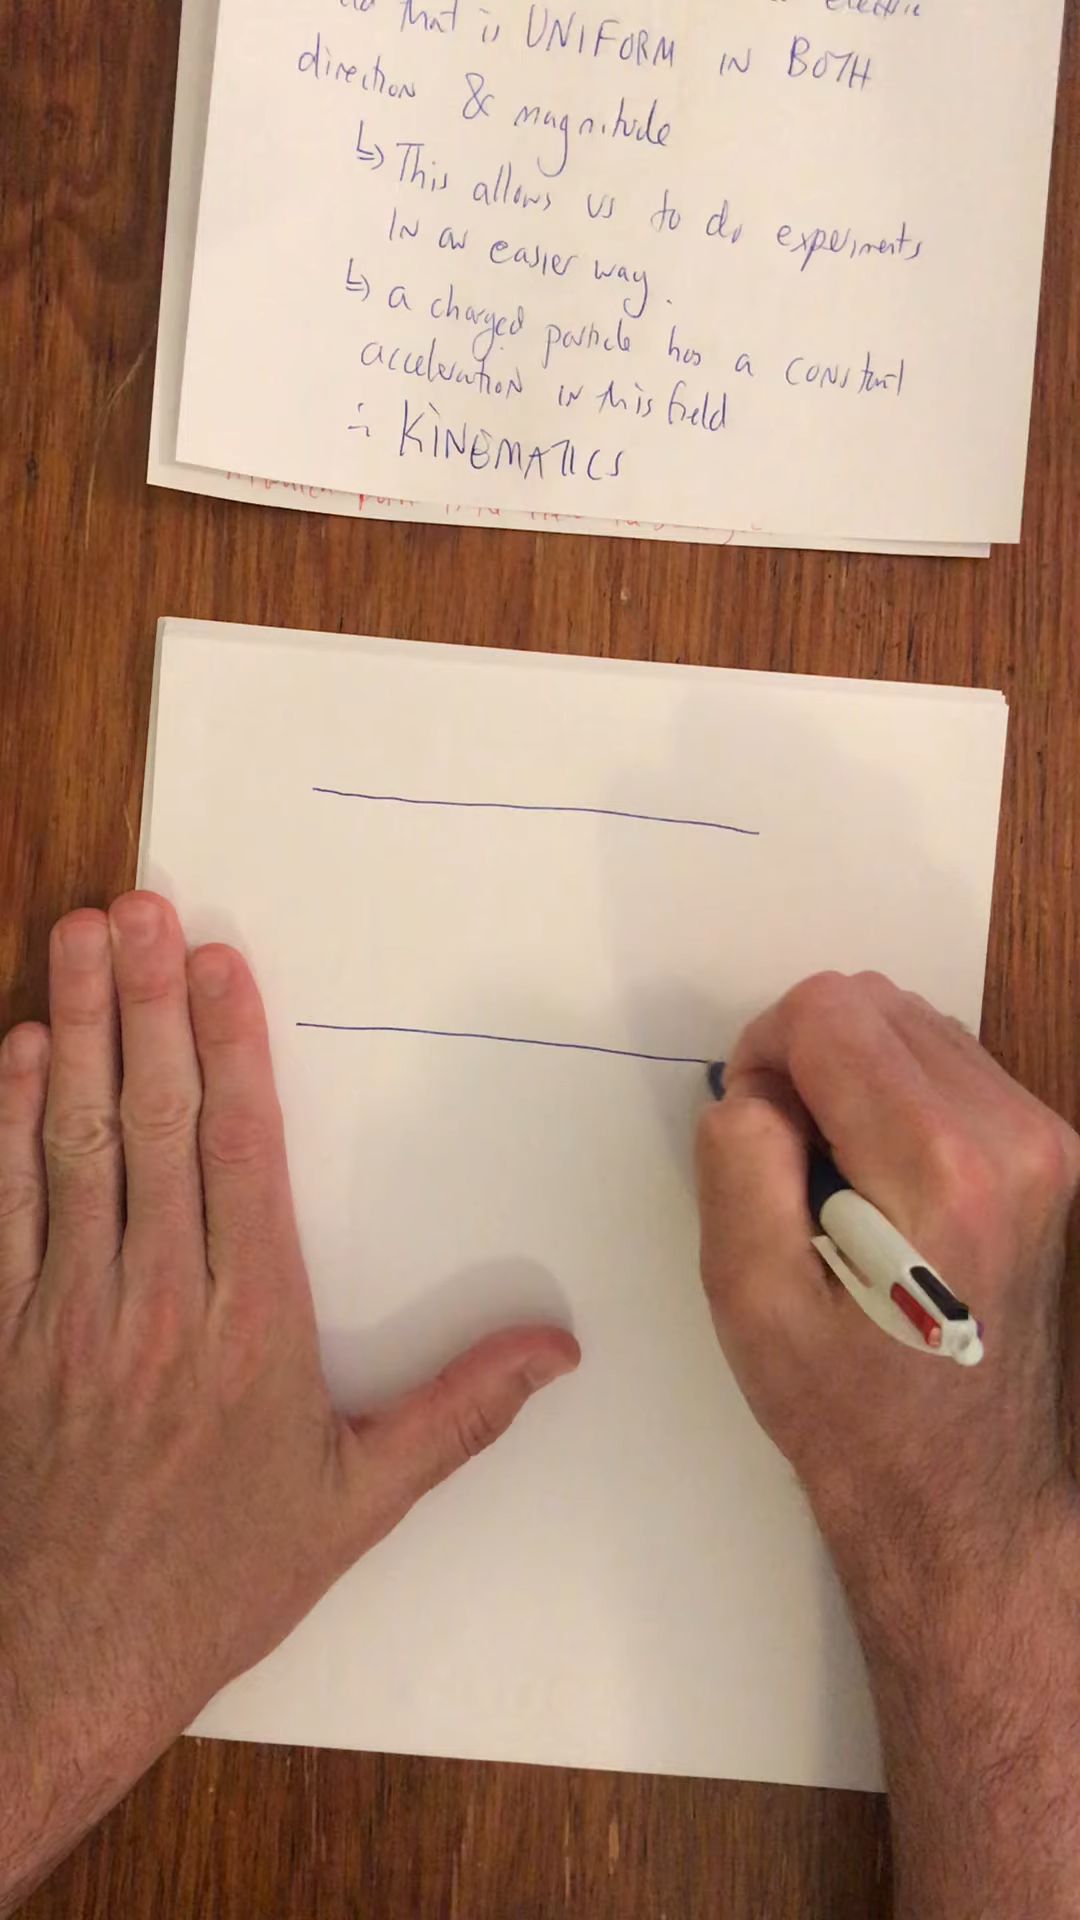 electric
that is UNIFORM IN BOTH
direction & magnitude
↳ This allows us to do experiments
IN an easier way.
↳ a charged particle has a constant
acceleration in this field
∴ KINEMATICS